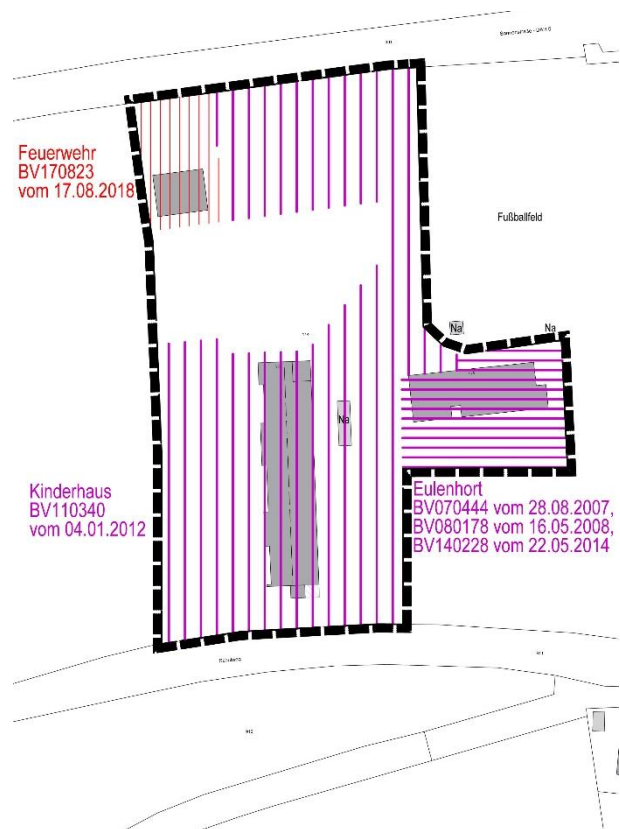 Feuerwehr
BV170823
vom 17.08.2018
Fußballfeld
Na
Na
Na
Kinderhaus
BV110340
vom 04.01.2012
Eulenhort
BV070444 vom 28.08.2007,
BV080178 vom 16.05.2008,
BV140228 vom 22.05.2014